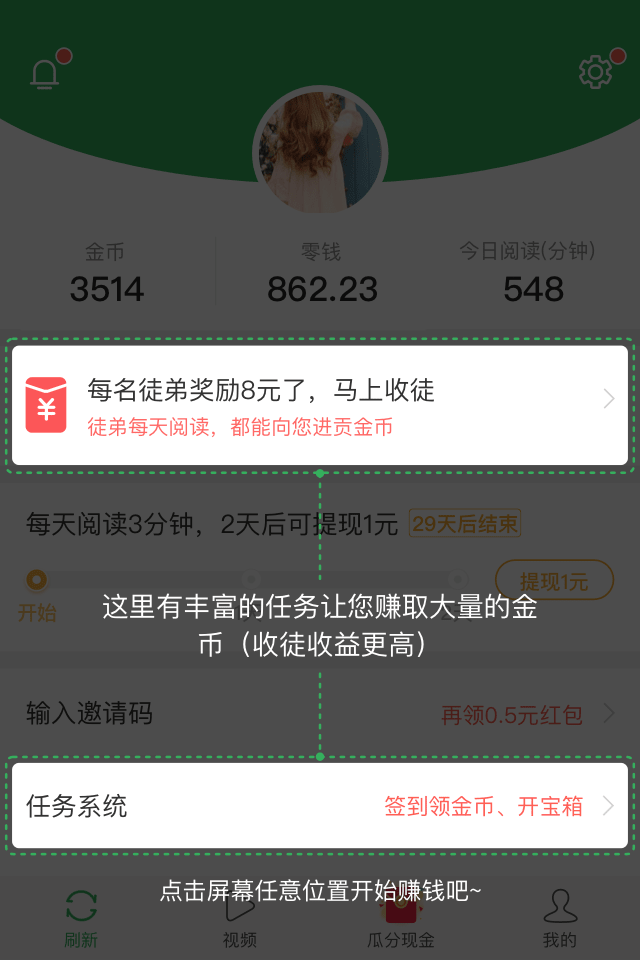 金币
零钱
今日阅读(分钟)
3514
862.23
548
每名徒弟奖励8元了，马上收徒
徒弟每天阅读，都能向您进贡金币
每天阅读3分钟，2天后可提现1元
29天后结束
提现1元
开始
这里有丰富的任务让您赚取大量的金
币（收徒收益更高）
输入邀请码
再领0.5元红包
任务系统
签到领金币、开宝箱
点击屏幕任意位置开始赚钱吧~
刷新
视频
瓜分现金
我的